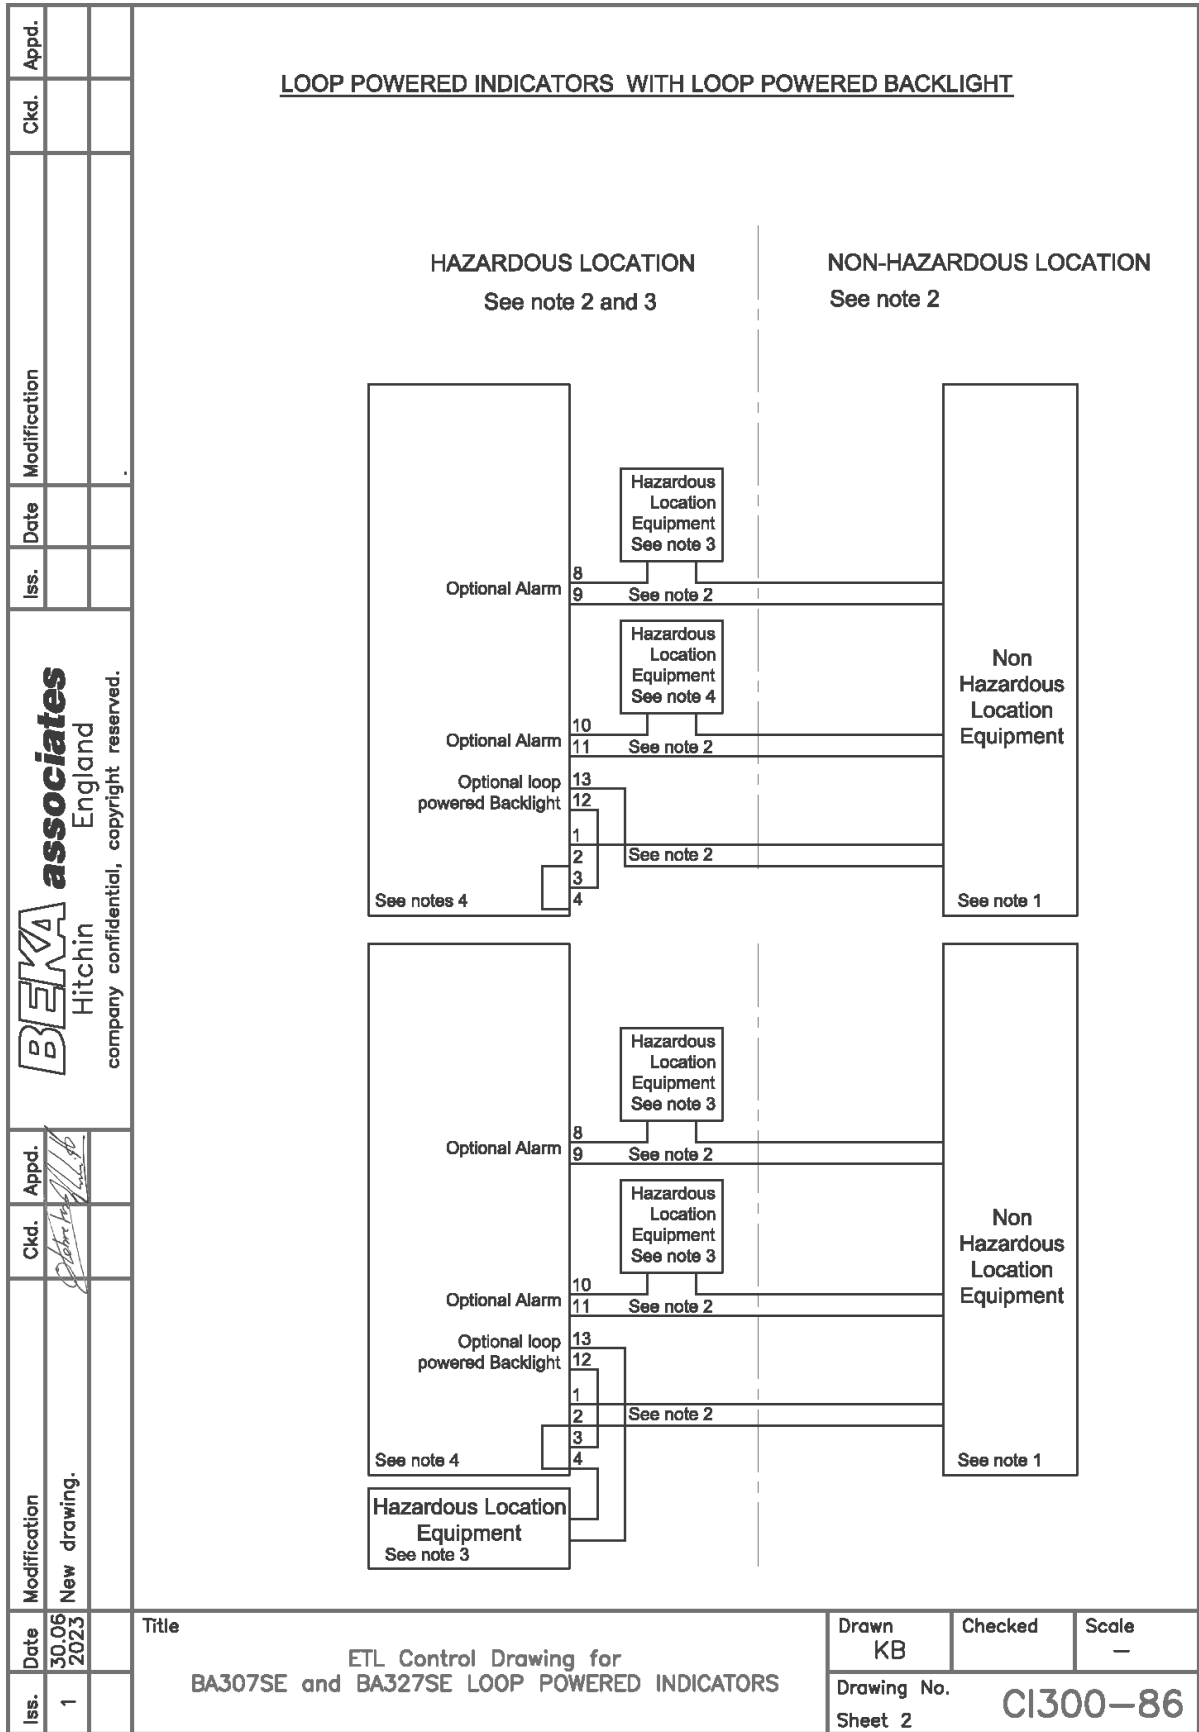 LOOP POWERED INDICATORS WITH LOOP POWERED BACKLIGHT
HAZARDOUS LOCATION
See note 2 and 3
NON-HAZARDOUS LOCATION
See note 2
Hazardous
Location
Equipment
See note 3
Optional Alarm
8
9
See note 2
Hazardous
Location
Equipment
See note 4
Optional Alarm
10
11
See note 2
Optional loop
powered Backlight
13
12
1
2
3
4
See note 2
See notes 4
Non
Hazardous
Location
Equipment
See note 1
Hazardous
Location
Equipment
See note 3
Optional Alarm
8
9
See note 2
Hazardous
Location
Equipment
See note 3
Optional Alarm
10
11
See note 2
Optional loop
powered Backlight
13
12
1
2
3
4
See note 2
See note 4
Non
Hazardous
Location
Equipment
See note 1
Hazardous Location
Equipment
See note 3
Iss. Date Modification Ckd. Appd.
BEKA associates
Hitchin England
company confidential, copyright reserved.
Iss. Date Modification Ckd. Appd.
1 30.06 2023 New drawing.
Title
ETL Control Drawing for
BA307SE and BA327SE LOOP POWERED INDICATORS
Drawn
KB
Checked
Scale
–
Drawing No.
CI300–86
Sheet 2